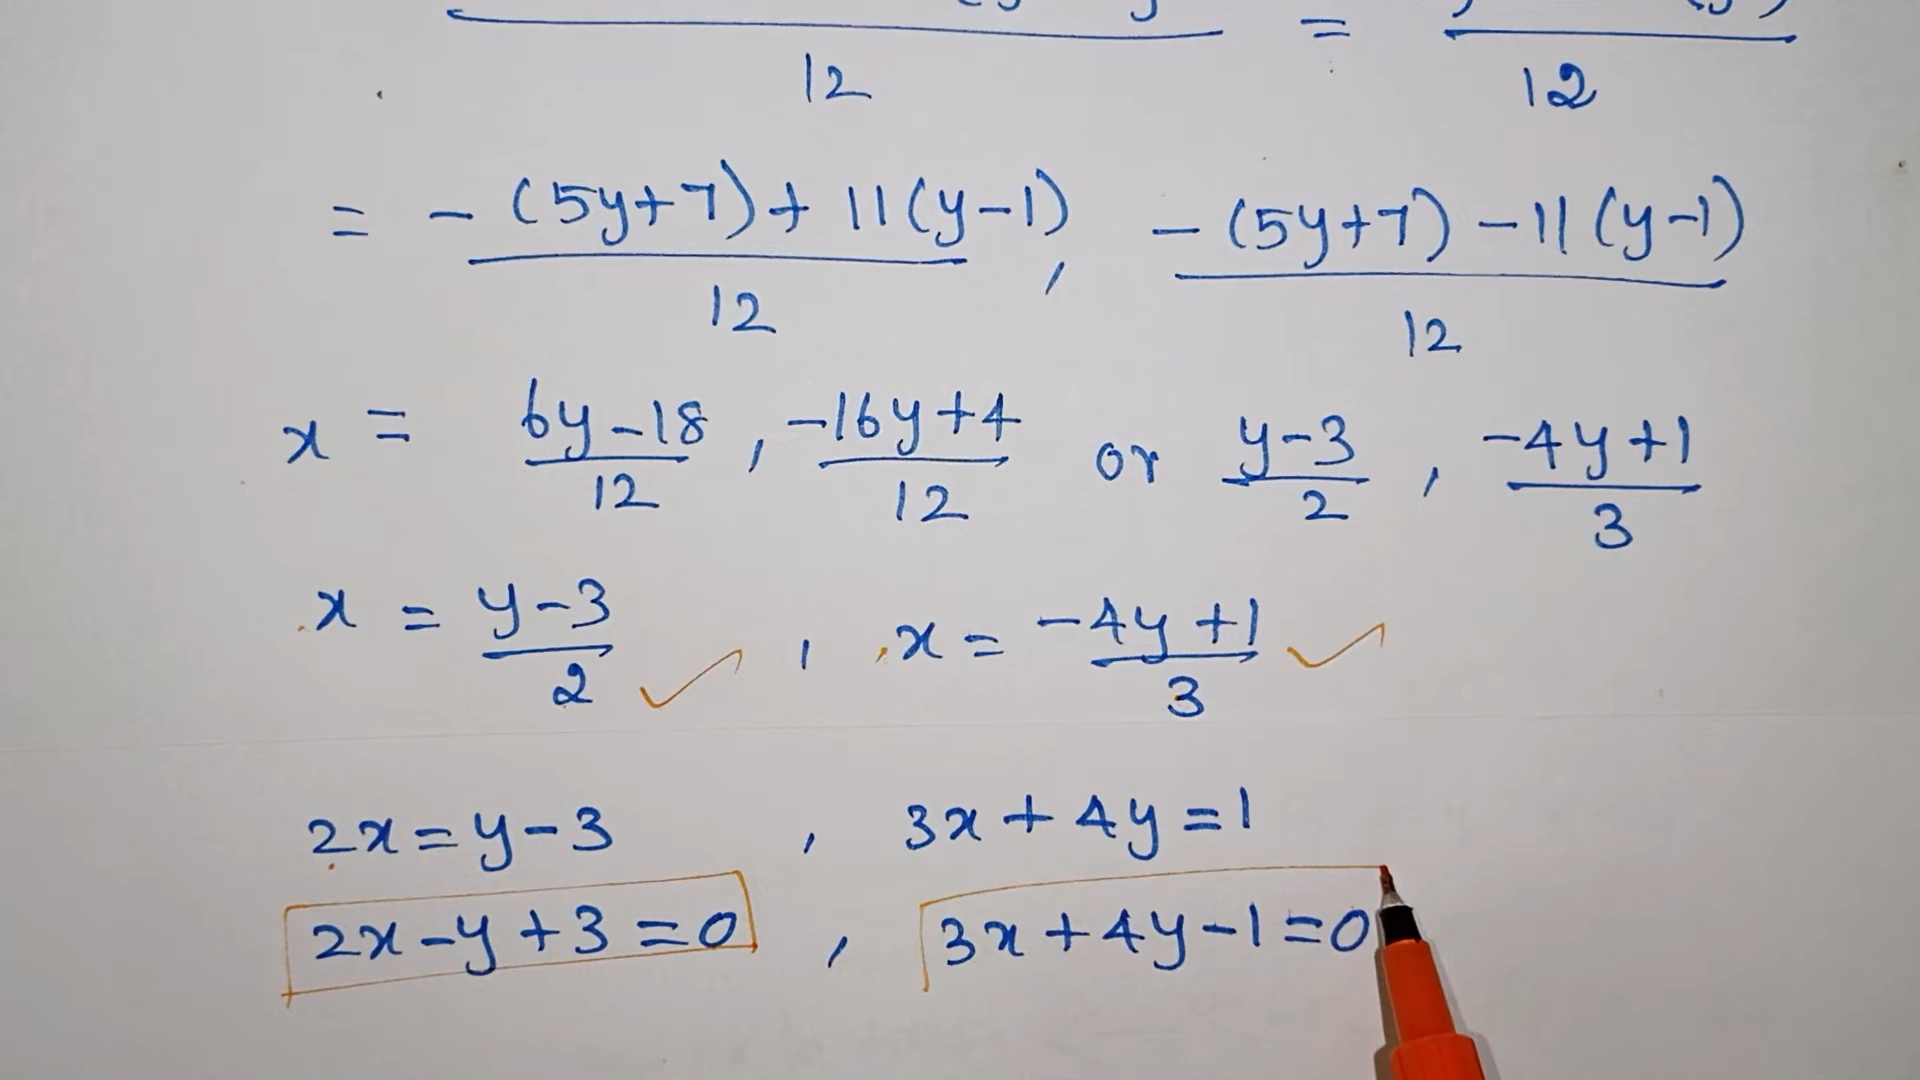 12 = 12
= -(5y+7)+11(y-1) / 12 , -(5y+7)-11(y-1) / 12
x = 6y-18 / 12 , -16y+4 / 12 or y-3 / 2 , -4y+1 / 3
x = y-3 / 2 , x = -4y+1 / 3
2x=y-3 , 3x+4y=1
2x-y+3=0 , 3x+4y-1=0